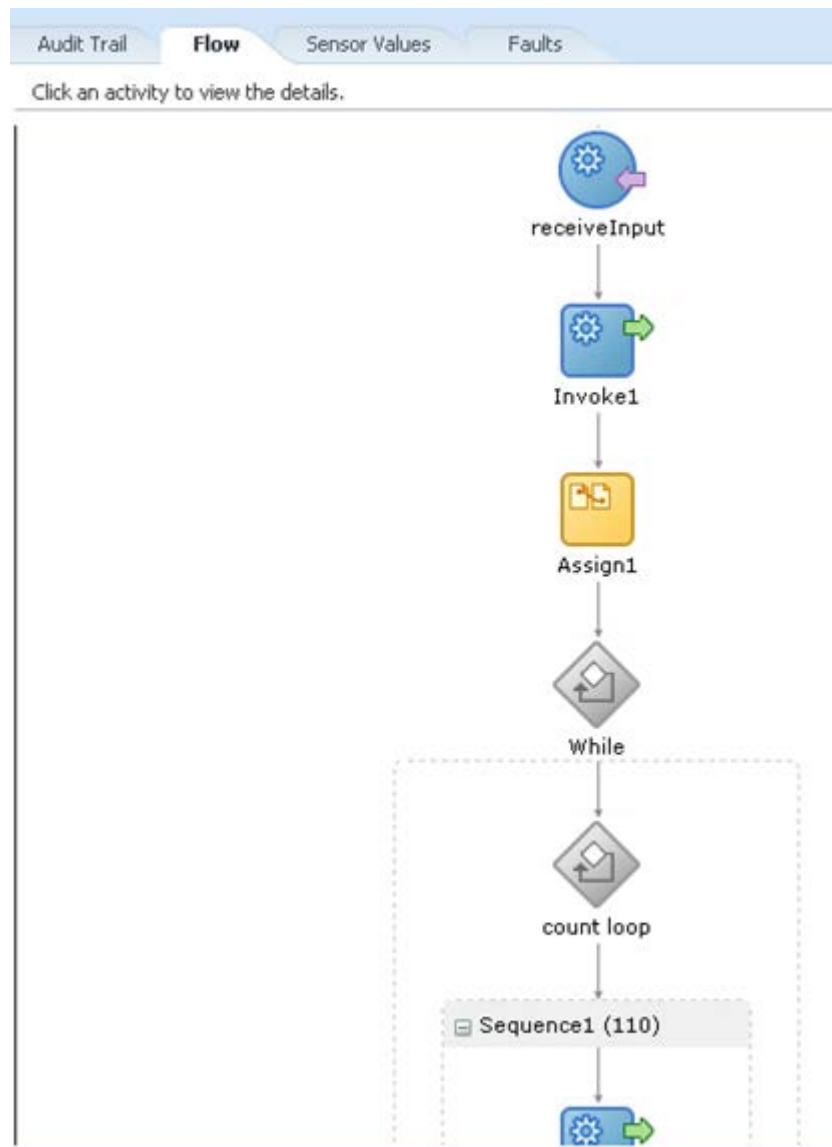 Audit Trail Flow Sensor Values Faults
Click an activity to view the details.
receiveInput
Invoke1
Assign1
While
count loop
Sequence1 (110)